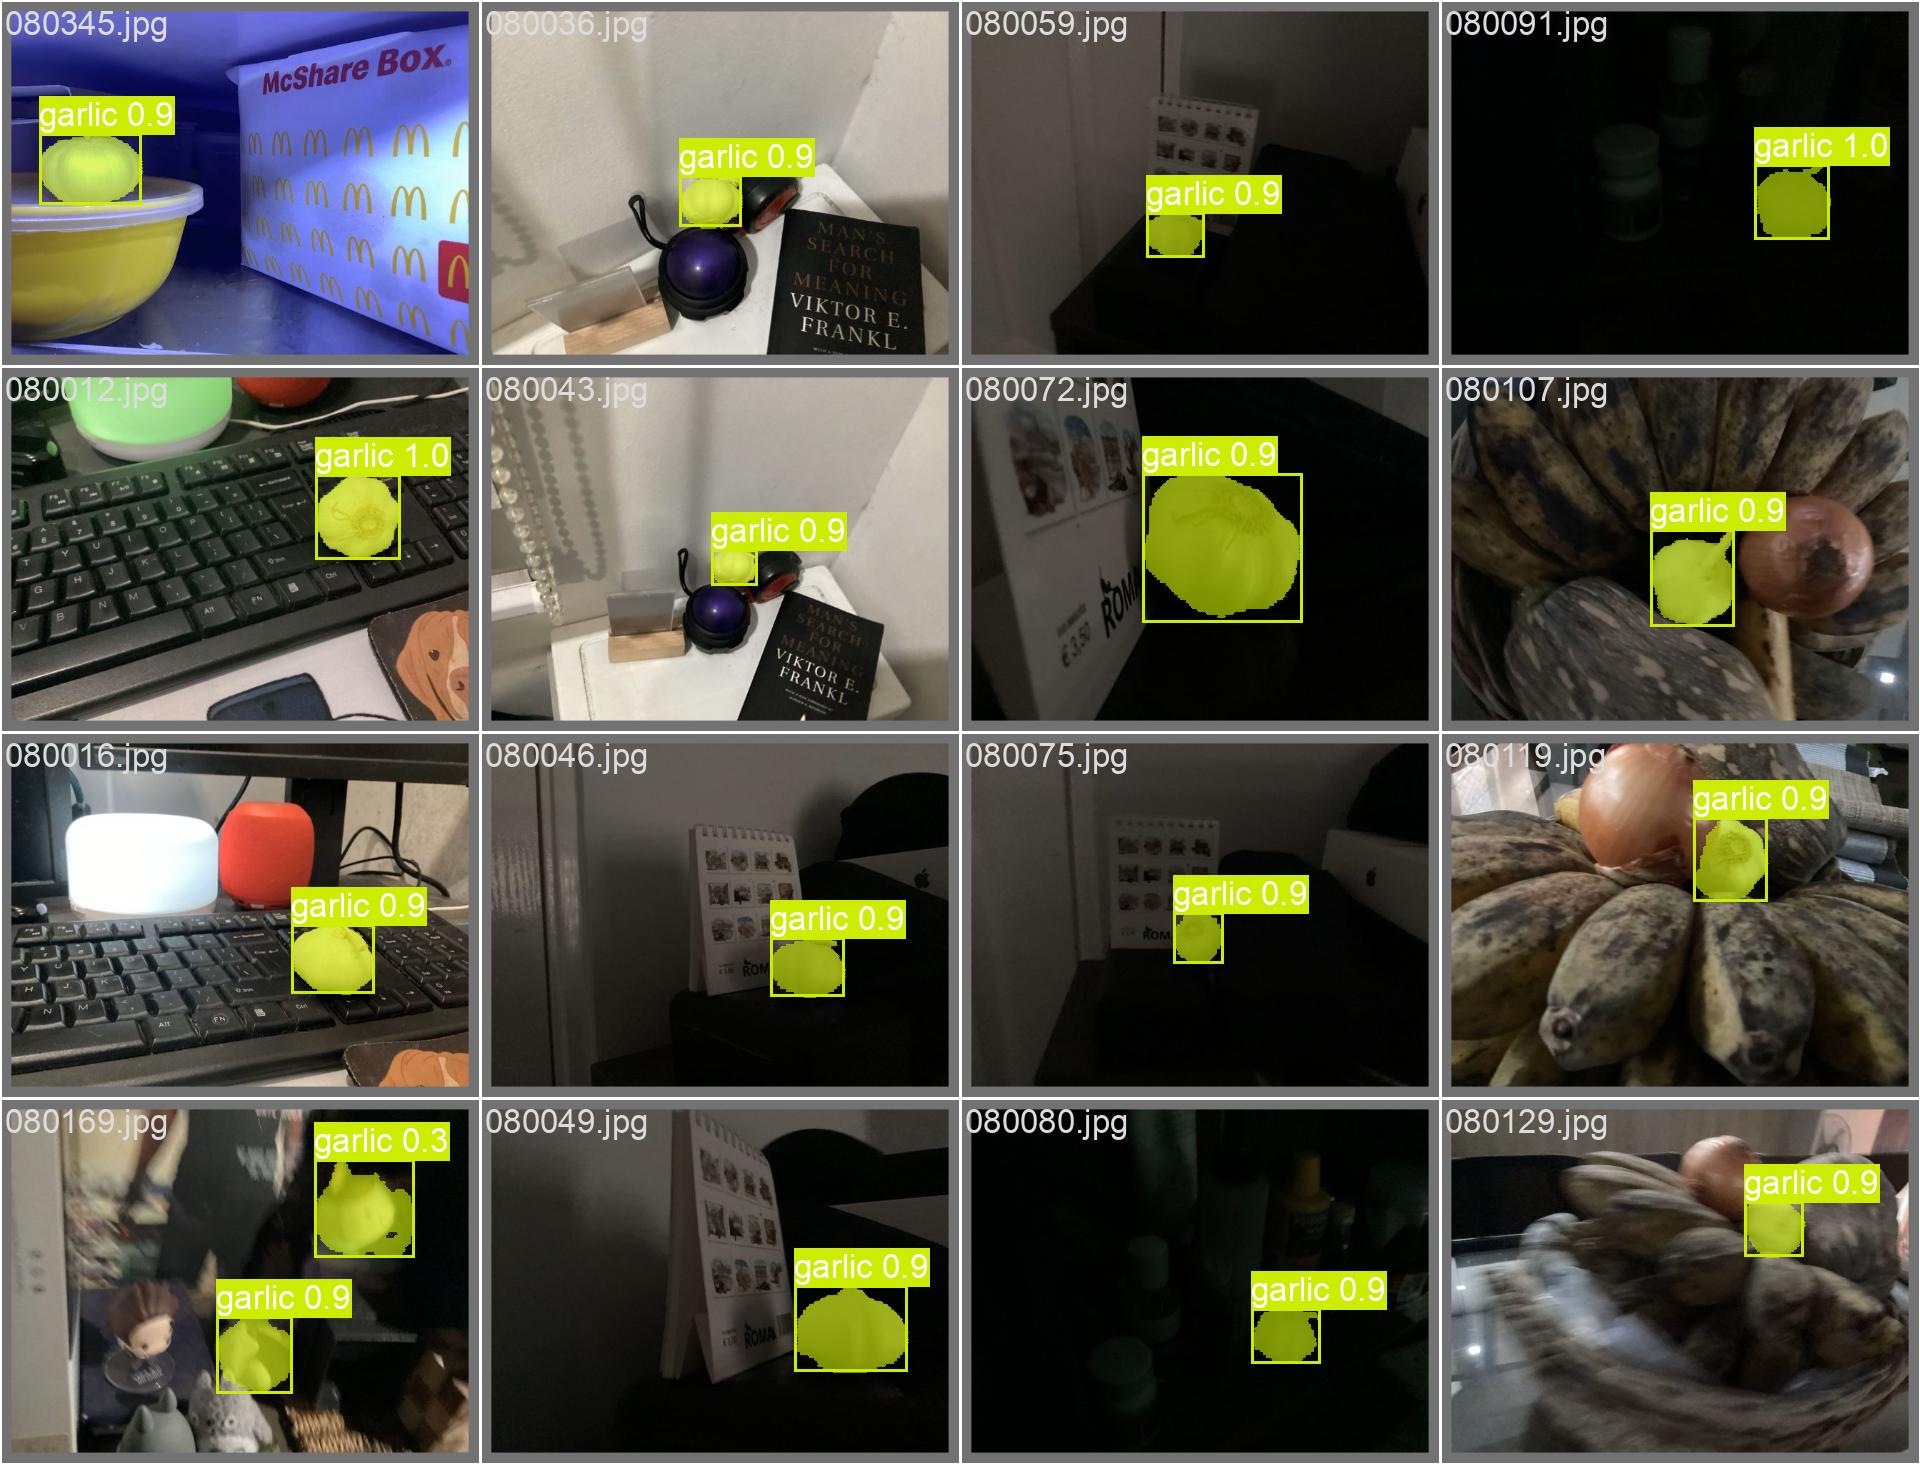 080345.jpg
McShare Box.
garlic 0.9
080036.jpg
garlic 0.9
MAN'S
SEARCH
FOR
MEANING
VIKTOR E.
FRANKL
080059.jpg
garlic 0.9
080091.jpg
garlic 1.0
080012.jpg
garlic 1.0
Alt
FN
Ctrl
080043.jpg
garlic 0.9
MAN'S
SEARCH
FOR
MEANING
VIKTOR E.
FRANKL
080072.jpg
garlic 0.9
ROMA
€ 3,50
080107.jpg
garlic 0.9
080016.jpg
garlic 0.9
Alt
Ctrl
080046.jpg
garlic 0.9
ROMA
080075.jpg
garlic 0.9
ROMA
080119.jpg
garlic 0.9
080169.jpg
garlic 0.3
garlic 0.9
080049.jpg
garlic 0.9
ROMA
080080.jpg
garlic 0.9
080129.jpg
garlic 0.9